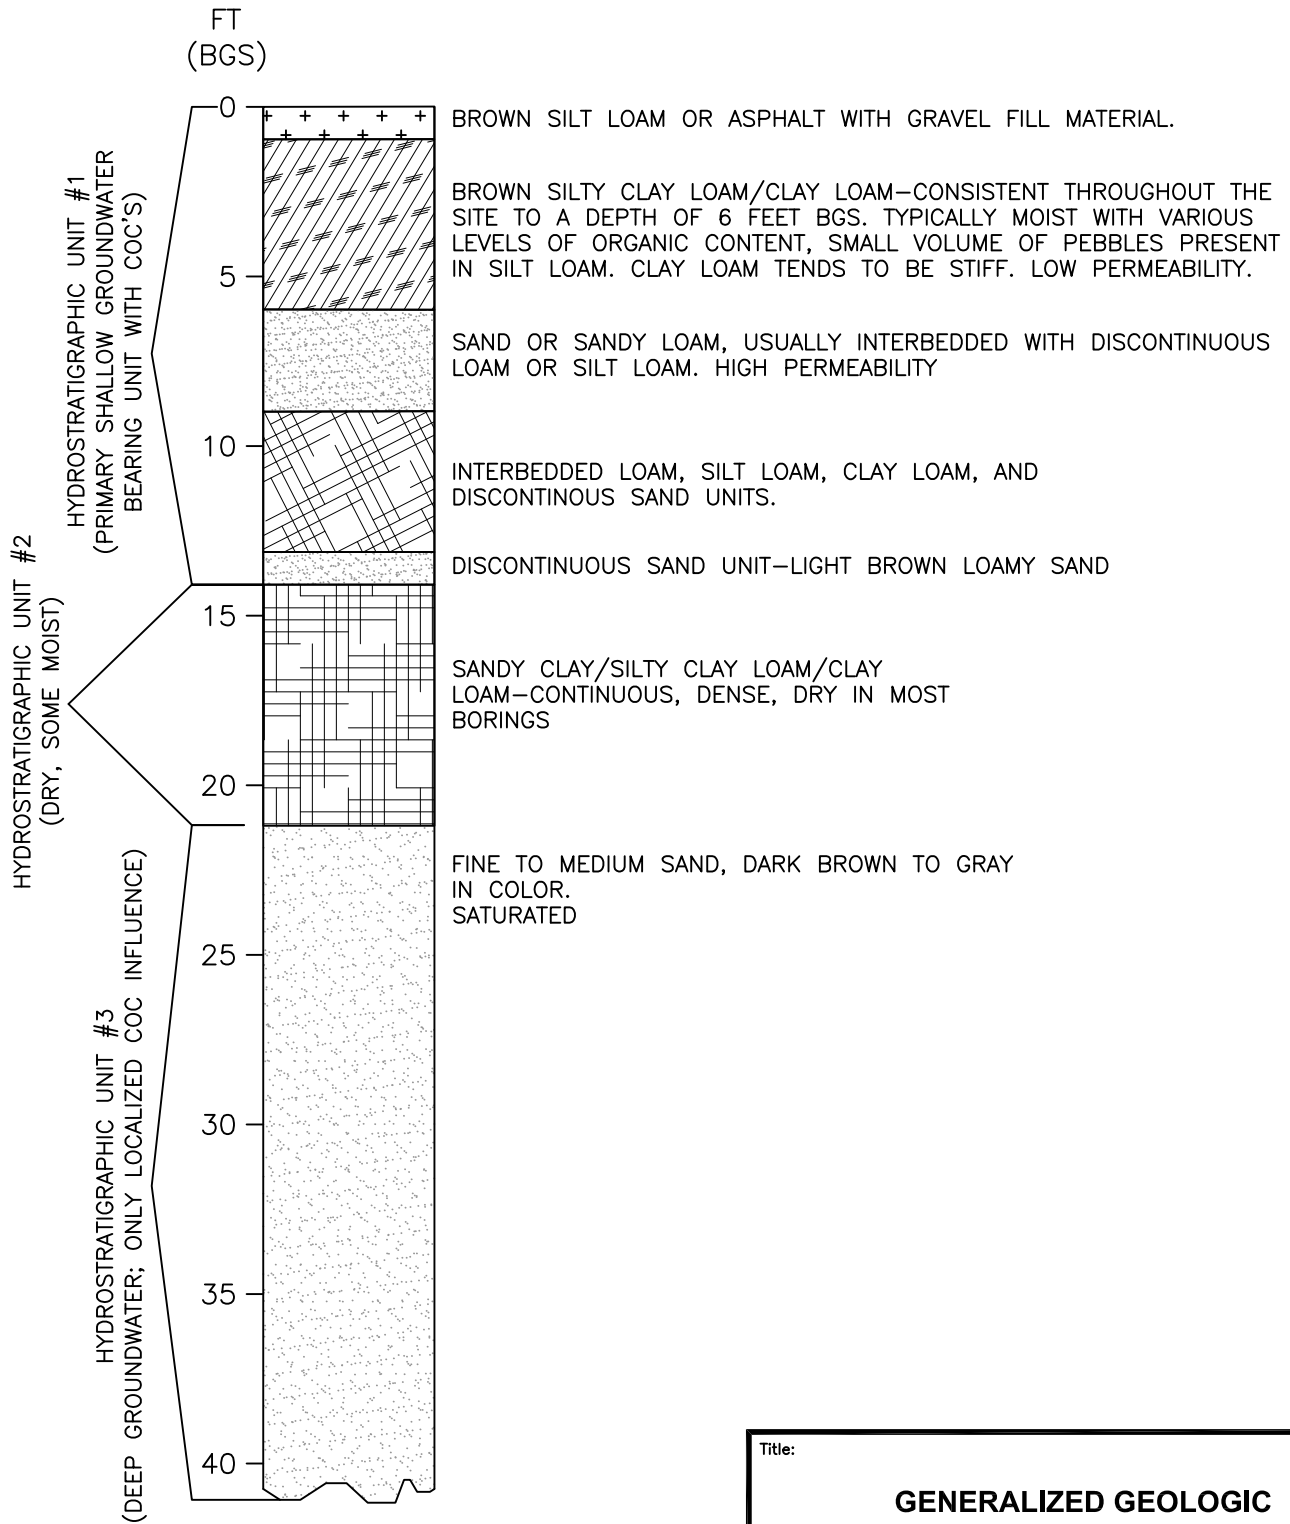 FT
(BGS)
0
BROWN SILT LOAM OR ASPHALT WITH GRAVEL FILL MATERIAL.
BROWN SILTY CLAY LOAM/CLAY LOAM–CONSISTENT THROUGHOUT THE
SITE TO A DEPTH OF 6 FEET BGS. TYPICALLY MOIST WITH VARIOUS
LEVELS OF ORGANIC CONTENT, SMALL VOLUME OF PEBBLES PRESENT
IN SILT LOAM. CLAY LOAM TENDS TO BE STIFF. LOW PERMEABILITY.
5
SAND OR SANDY LOAM, USUALLY INTERBEDDED WITH DISCONTINUOUS
LOAM OR SILT LOAM. HIGH PERMEABILITY
HYDROSTRATIGRAPHIC UNIT #1
(PRIMARY SHALLOW GROUNDWATER
BEARING UNIT WITH COC'S)
10
INTERBEDDED LOAM, SILT LOAM, CLAY LOAM, AND
DISCONTINOUS SAND UNITS.
DISCONTINUOUS SAND UNIT–LIGHT BROWN LOAMY SAND
HYDROSTRATIGRAPHIC UNIT #2
(DRY, SOME MOIST)
15
SANDY CLAY/SILTY CLAY LOAM/CLAY
LOAM–CONTINUOUS, DENSE, DRY IN MOST
BORINGS
20
FINE TO MEDIUM SAND, DARK BROWN TO GRAY
IN COLOR.
SATURATED
25
HYDROSTRATIGRAPHIC UNIT #3
(DEEP GROUNDWATER; ONLY LOCALIZED COC INFLUENCE)
30
35
40
Title:
GENERALIZED GEOLOGIC